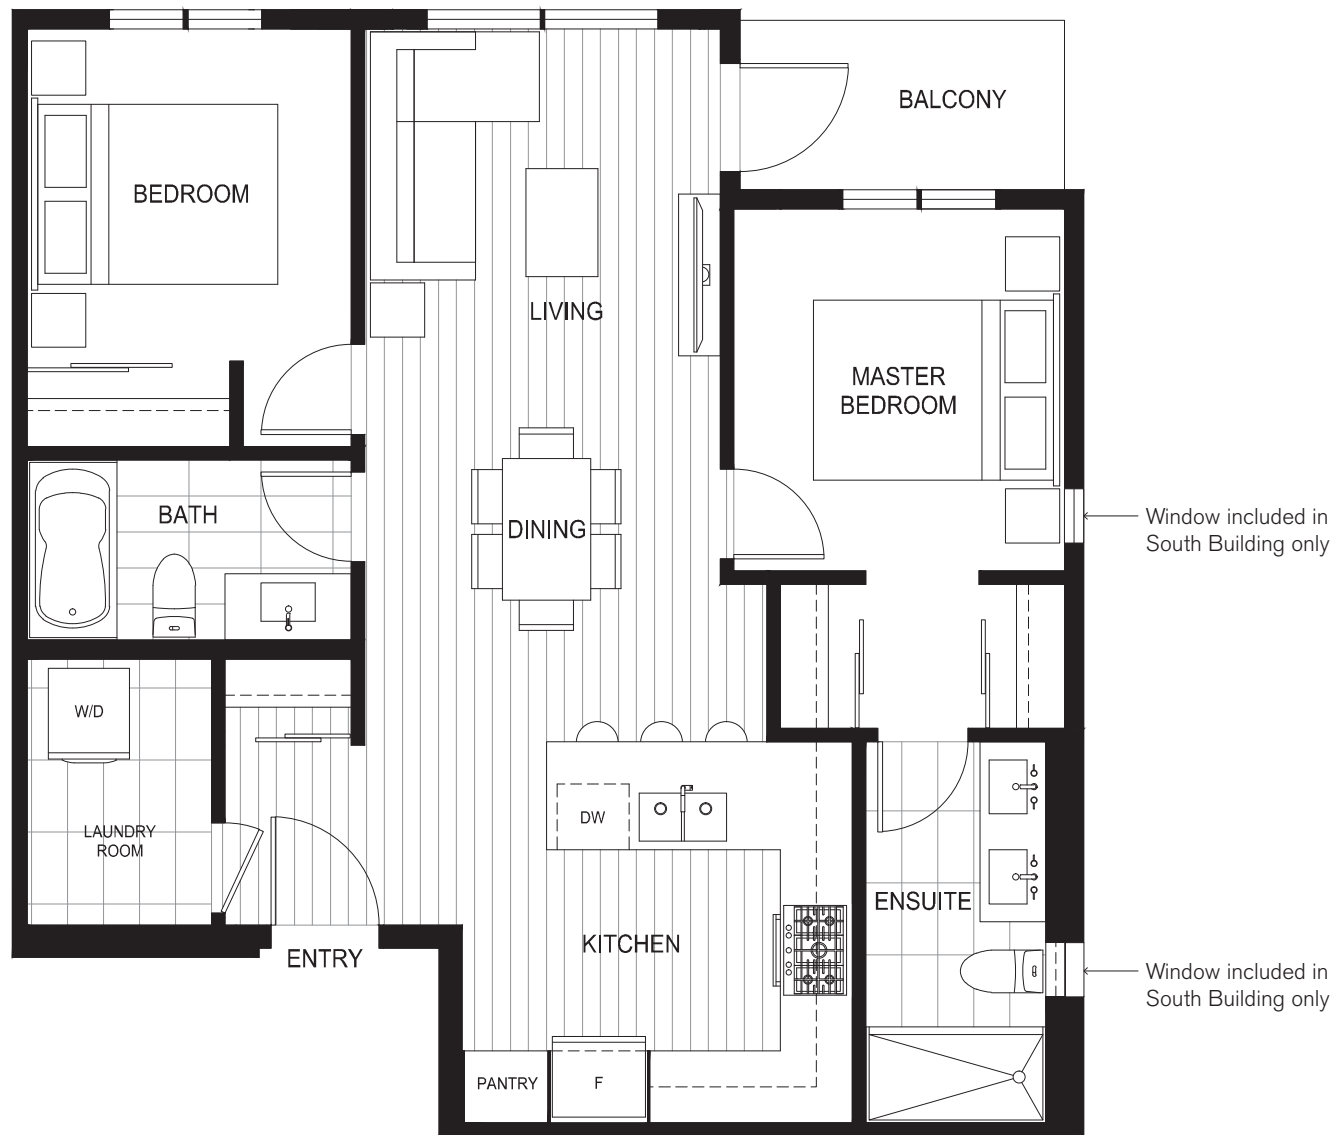 BALCONY
BEDROOM
LIVING
MASTER
BEDROOM
BATH
DINING
Window included in
South Building only
W/D
LAUNDRY
ROOM
DW
ENSUITE
KITCHEN
ENTRY
Window included in
South Building only
PANTRY
F